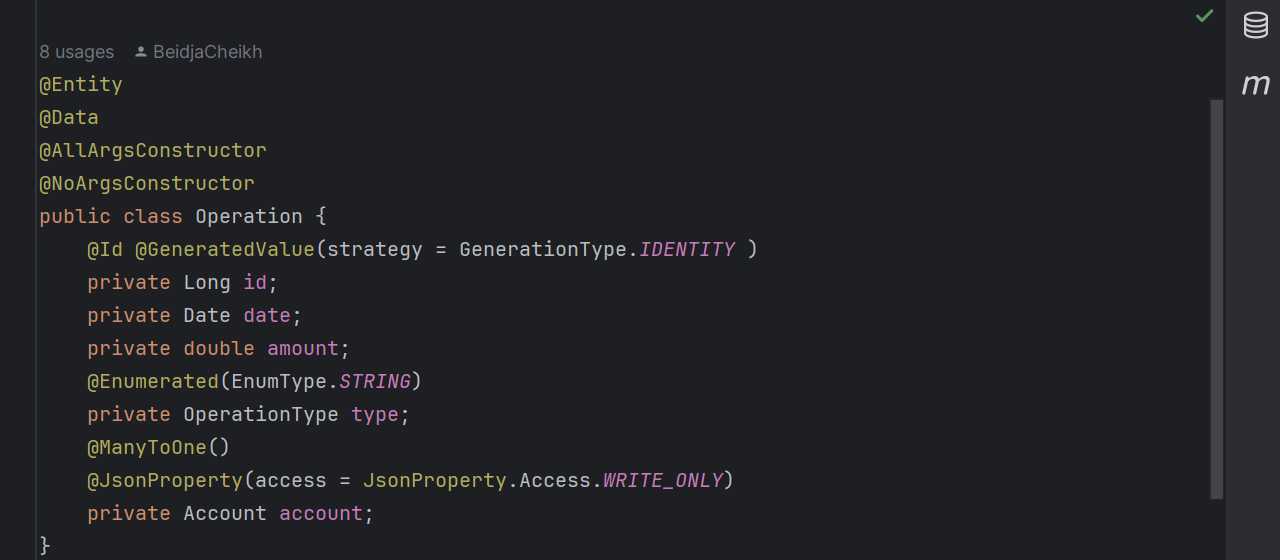 8 usages BeidjaCheikh
@Entity
@Data
@AllArgsConstructor
@NoArgsConstructor
public class Operation {
    @Id @GeneratedValue(strategy = GenerationType.IDENTITY )
    private Long id;
    private Date date;
    private double amount;
    @Enumerated(EnumType.STRING)
    private OperationType type;
    @ManyToOne()
    @JsonProperty(access = JsonProperty.Access.WRITE_ONLY)
    private Account account;
}
m